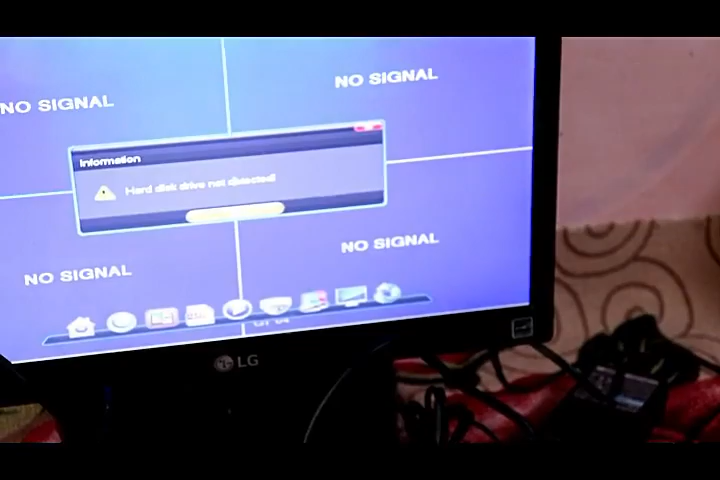 NO SIGNAL
NO SIGNAL
Information
Hard disk drive not detected!
NO SIGNAL
NO SIGNAL
LG